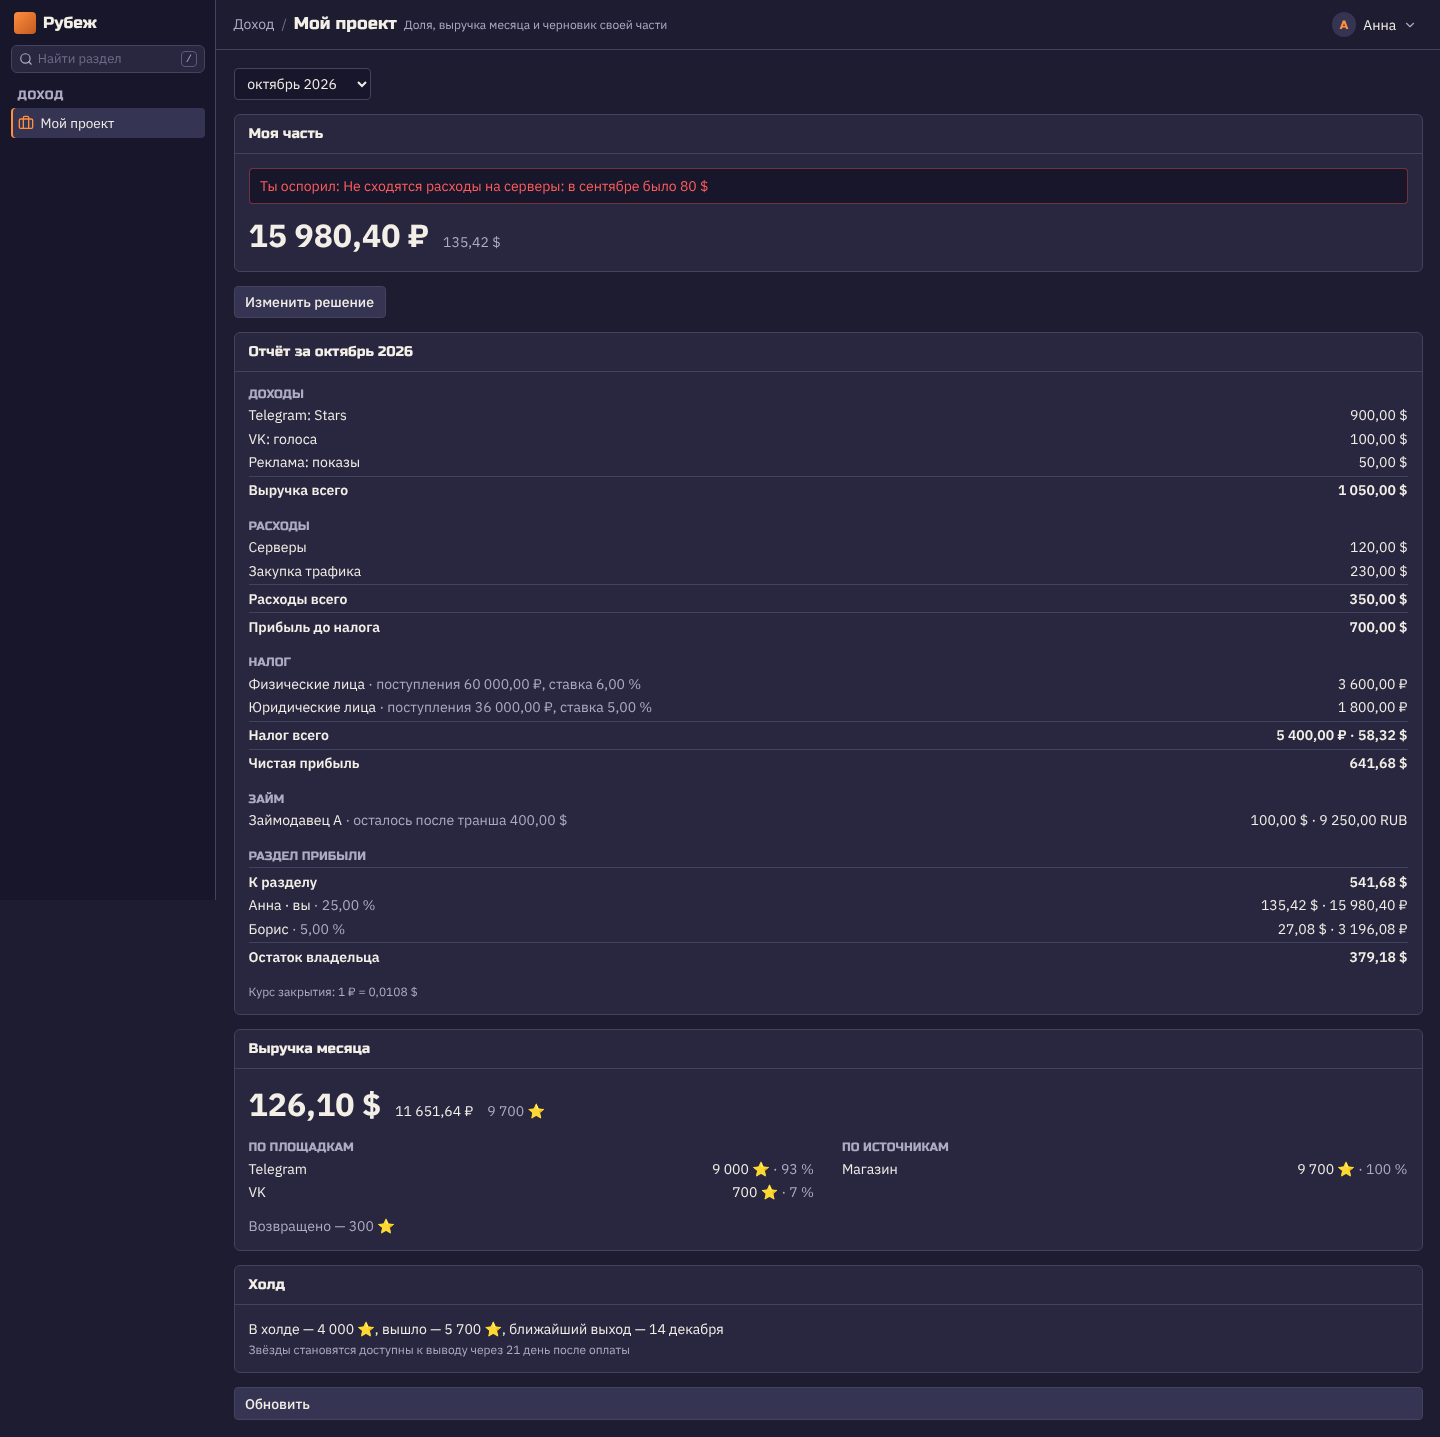 Рубеж
Найти раздел /
ДОХОД
Мой проект
Доход / Мой проект Доля, выручка месяца и черновик своей части
А Анна
октябрь 2026
Моя часть
Ты оспорил: Не сходятся расходы на серверы: в сентябре было 80 $
15 980,40 ₽ 135,42 $
Изменить решение
Отчёт за октябрь 2026
ДОХОДЫ
Telegram: Stars 900,00 $
VK: голоса 100,00 $
Реклама: показы 50,00 $
Выручка всего 1 050,00 $
РАСХОДЫ
Серверы 120,00 $
Закупка трафика 230,00 $
Расходы всего 350,00 $
Прибыль до налога 700,00 $
НАЛОГ
Физические лица · поступления 60 000,00 ₽, ставка 6,00 % 3 600,00 ₽
Юридические лица · поступления 36 000,00 ₽, ставка 5,00 % 1 800,00 ₽
Налог всего 5 400,00 ₽ · 58,32 $
Чистая прибыль 641,68 $
ЗАЙМ
Займодавец А · осталось после транша 400,00 $ 100,00 $ · 9 250,00 RUB
РАЗДЕЛ ПРИБЫЛИ
К разделу 541,68 $
Анна · вы · 25,00 % 135,42 $ · 15 980,40 ₽
Борис · 5,00 % 27,08 $ · 3 196,08 ₽
Остаток владельца 379,18 $
Курс закрытия: 1 ₽ = 0,0108 $
Выручка месяца
126,10 $ 11 651,64 ₽ 9 700 ⭐
ПО ПЛОЩАДКАМ
Telegram 9 000 ⭐ · 93 %
VK 700 ⭐ · 7 %
ПО ИСТОЧНИКАМ
Магазин 9 700 ⭐ · 100 %
Возвращено — 300 ⭐
Холд
В холде — 4 000 ⭐, вышло — 5 700 ⭐, ближайший выход — 14 декабря
Звёзды становятся доступны к выводу через 21 день после оплаты
Обновить